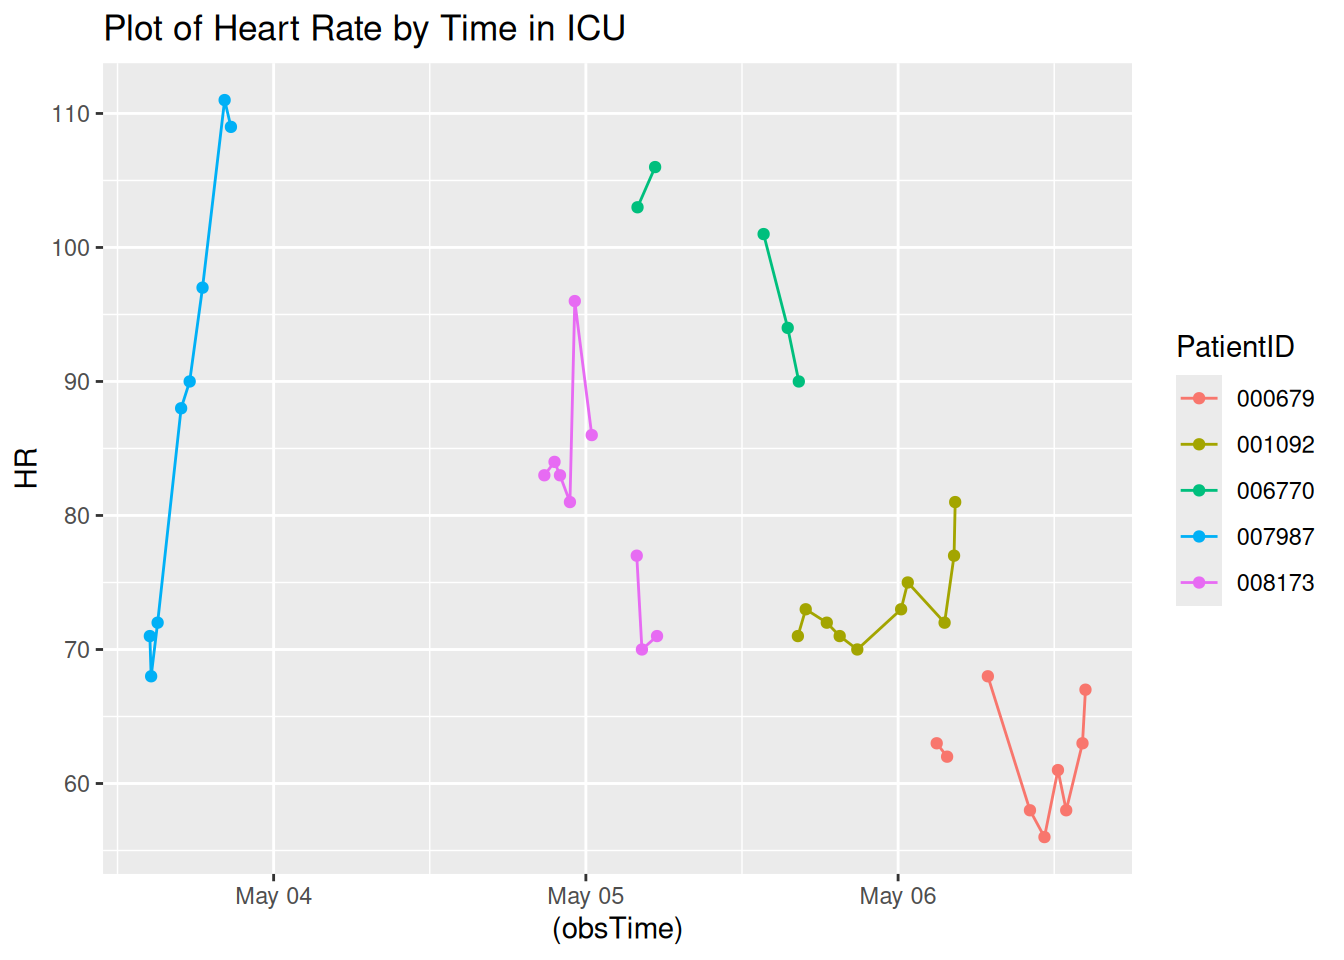 Plot of Heart Rate by Time in ICU
HR
110
100
90
80
70
60
May 04
May 05
May 06
(obsTime)
PatientID
000679
001092
006770
007987
008173